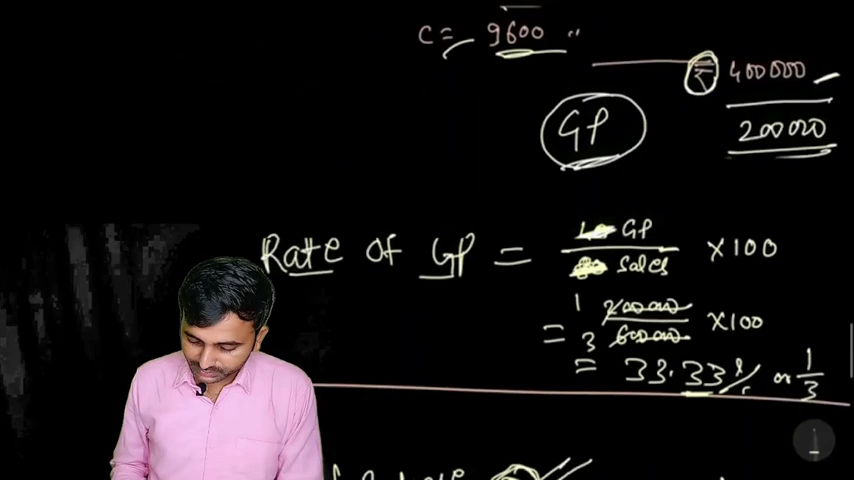 C = 9600 "
₹ 400000
GP
200000
Rate of GP = GP / Sales × 100
= 1 200000 / 3 600000 × 100
= 33.33% or 1/3